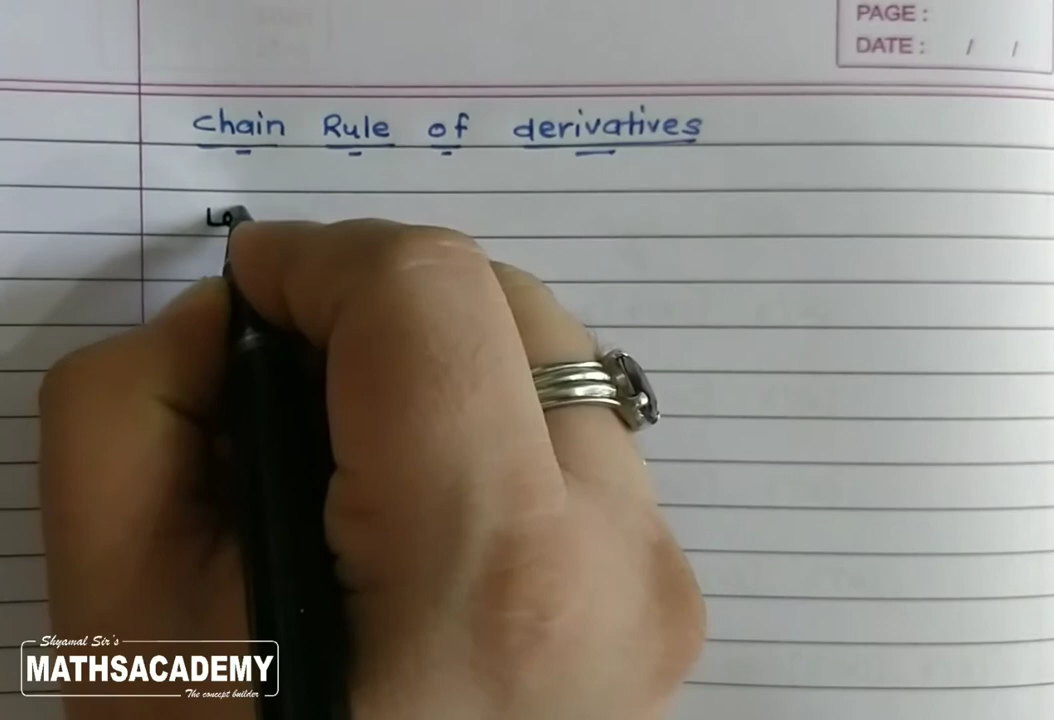 PAGE :
DATE : / /
chain Rule of derivatives
Shyamal Sir's
MATHSACADEMY
The concept builder